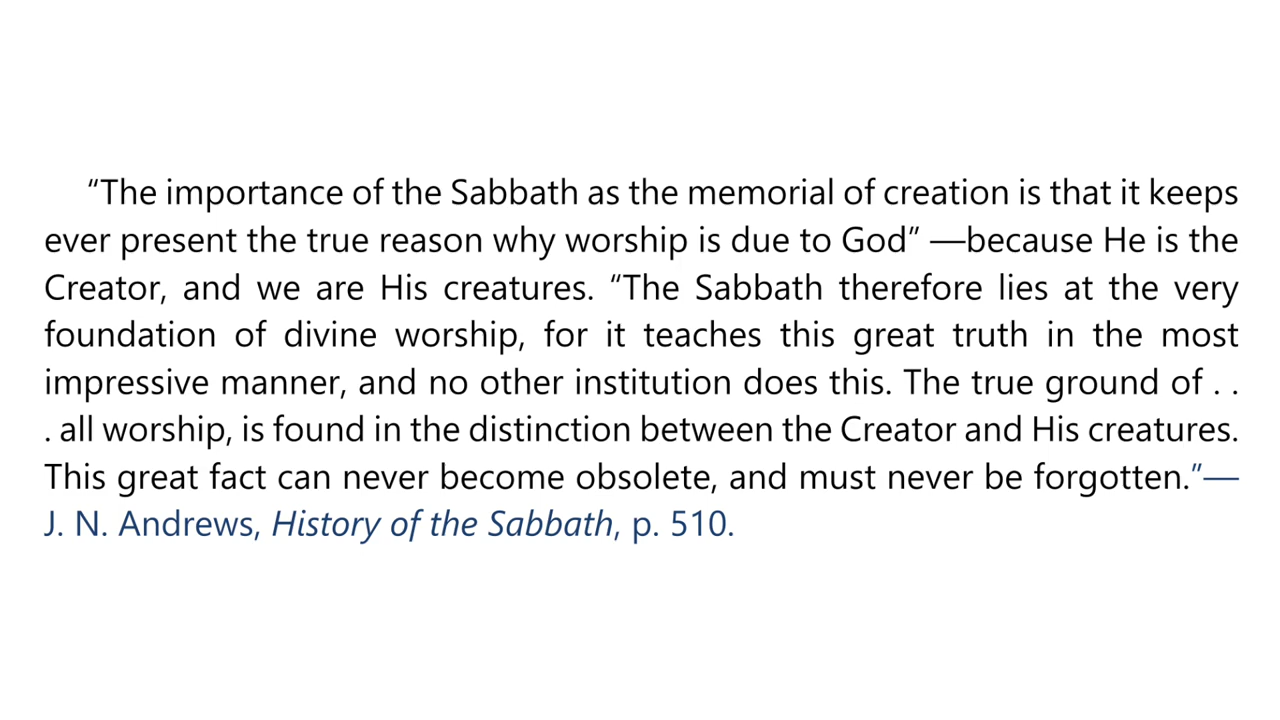 “The importance of the Sabbath as the memorial of creation is that it keeps
ever present the true reason why worship is due to God” —because He is the
Creator, and we are His creatures. “The Sabbath therefore lies at the very
foundation of divine worship, for it teaches this great truth in the most
impressive manner, and no other institution does this. The true ground of . .
. all worship, is found in the distinction between the Creator and His creatures.
This great fact can never become obsolete, and must never be forgotten.”—
J. N. Andrews, History of the Sabbath, p. 510.